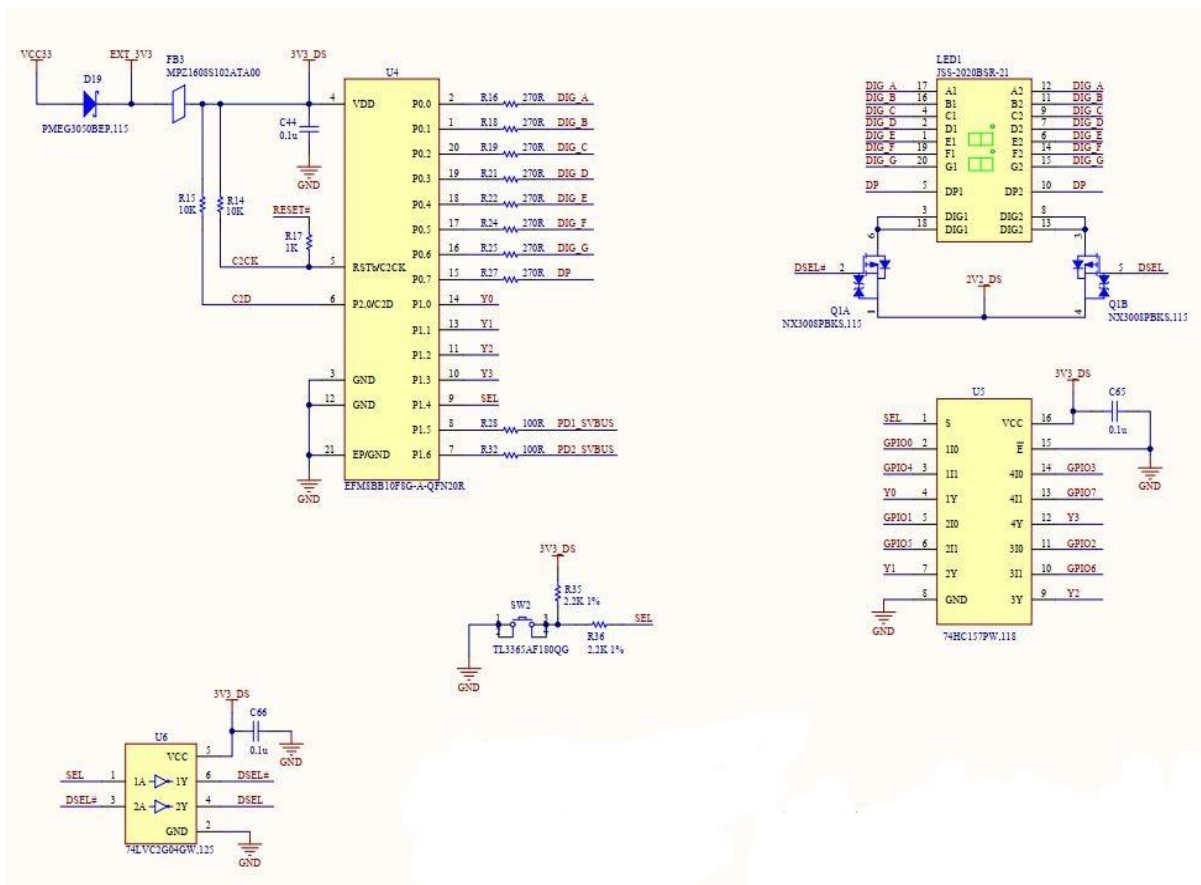 VCC33
EXT_3V3
FB3
MPZ1608S102ATA00
3V3_DS
D19
PMEG3050BEP,115
C44
0.1u
GND
R15
10K
R14
10K
RESET#
R17
1K
C2CK
C2D
U4
4 VDD P0.0 2 R16 270R DIG_A
P0.1 1 R18 270R DIG_B
P0.2 20 R19 270R DIG_C
P0.3 19 R21 270R DIG_D
P0.4 18 R22 270R DIG_E
P0.5 17 R24 270R DIG_F
P0.6 16 R25 270R DIG_G
5 RSTb/C2CK P0.7 15 R27 270R DP
6 P2.0/C2D P1.0 14 Y0
P1.1 13 Y1
P1.2 11 Y2
3 GND P1.3 10 Y3
12 GND P1.4 9 SEL
P1.5 8 R28 100R PD1_SVBUS
21 EP/GND P1.6 7 R32 100R PD2_SVBUS
GND
EFM8BB10F8G-A-QFN20R
LED1
JSS-2020BSR-21
DIG_A 17 A1 A2 12 DIG_A
DIG_B 16 B1 B2 11 DIG_B
DIG_C 4 C1 C2 9 DIG_C
DIG_D 2 D1 D2 7 DIG_D
DIG_E 1 E1 E2 6 DIG_E
DIG_F 19 F1 F2 14 DIG_F
DIG_G 20 G1 G2 15 DIG_G
DP 5 DP1 DP2 10 DP
3 DIG1 DIG2 8
18 DIG1 DIG2 13
6 3
DSEL# 2 5 DSEL
2V2_DS
Q1A
NX3008PBKS,115
1 4
Q1B
NX3008PBKS,115
3V3_DS
U5
C65
0.1u
GND
SEL 1 S VCC 16
GPIO0 2 1I0 E 15
GPIO4 3 1I1 4I0 14 GPIO3
Y0 4 1Y 4I1 13 GPIO7
GPIO1 5 2I0 4Y 12 Y3
GPIO5 6 2I1 3I0 11 GPIO2
Y1 7 2Y 3I1 10 GPIO6
8 GND 3Y 9 Y2
GND
74HC157PW,118
3V3_DS
R35
2.2K 1%
SW2
1 3
2 4
TL3365AF180QG
R36
2.2K 1%
SEL
GND
3V3_DS
C66
0.1u
GND
U6
VCC 5
SEL 1 1A 1Y 6 DSEL#
DSEL# 3 2A 2Y 4 DSEL
GND 2
74LVC2G04GW,125
GND